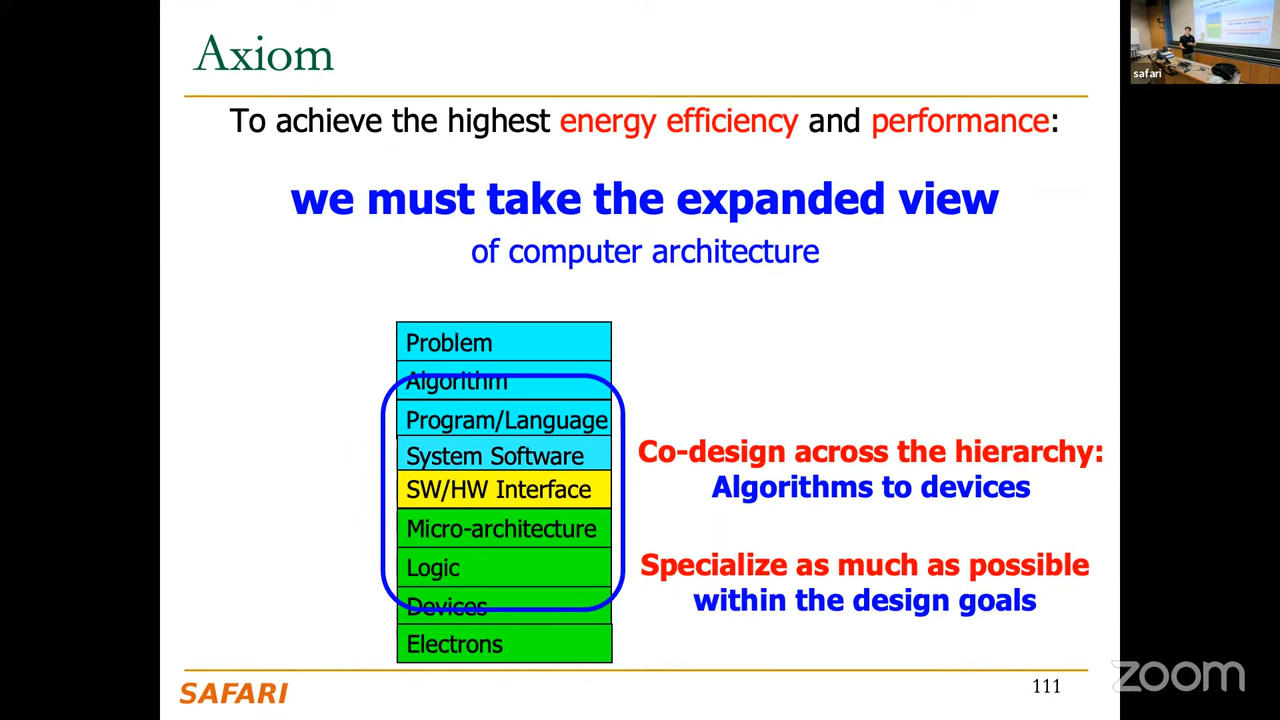 Axiom
To achieve the highest energy efficiency and performance:
we must take the expanded view
of computer architecture
Problem
Algorithm
Program/Language
System Software
SW/HW Interface
Micro-architecture
Logic
Devices
Electrons
Co-design across the hierarchy:
Algorithms to devices
Specialize as much as possible
within the design goals
SAFARI
111
zoom
safari